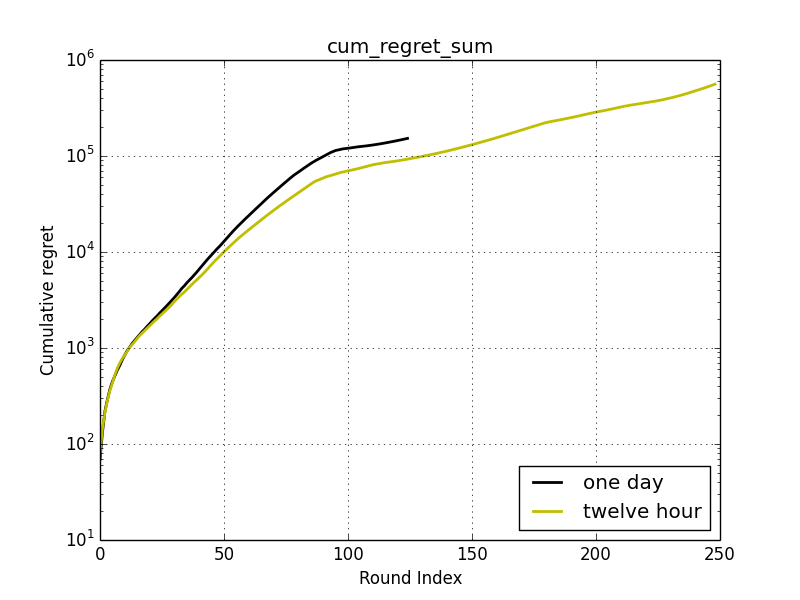 cum_regret_sum
10^6
10^5
10^4
10^3
10^2
10^1
Cumulative regret
0 50 100 150 200 250
Round Index
one day
twelve hour